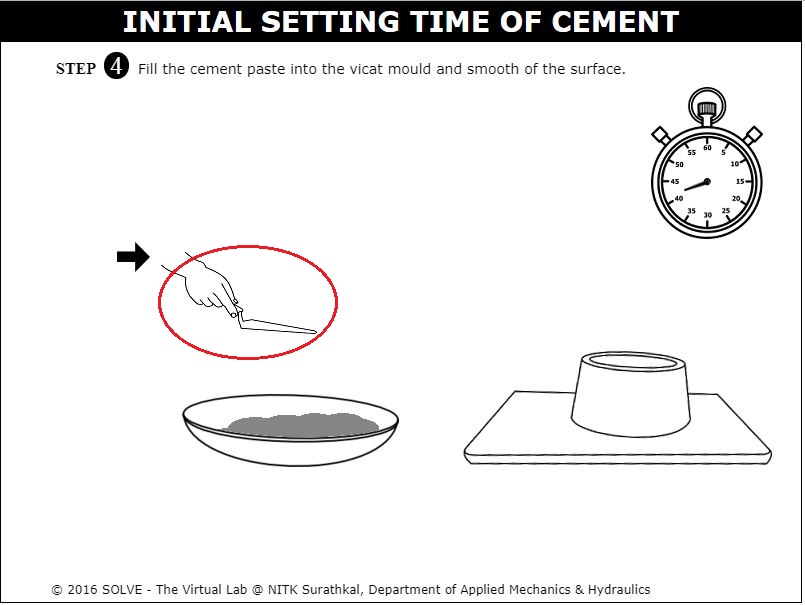 INITIAL SETTING TIME OF CEMENT
STEP 4 Fill the cement paste into the vicat mould and smooth of the surface.
60
55 5
50 10
45 15
40 20
35 25
30
© 2016 SOLVE - The Virtual Lab @ NITK Surathkal, Department of Applied Mechanics & Hydraulics